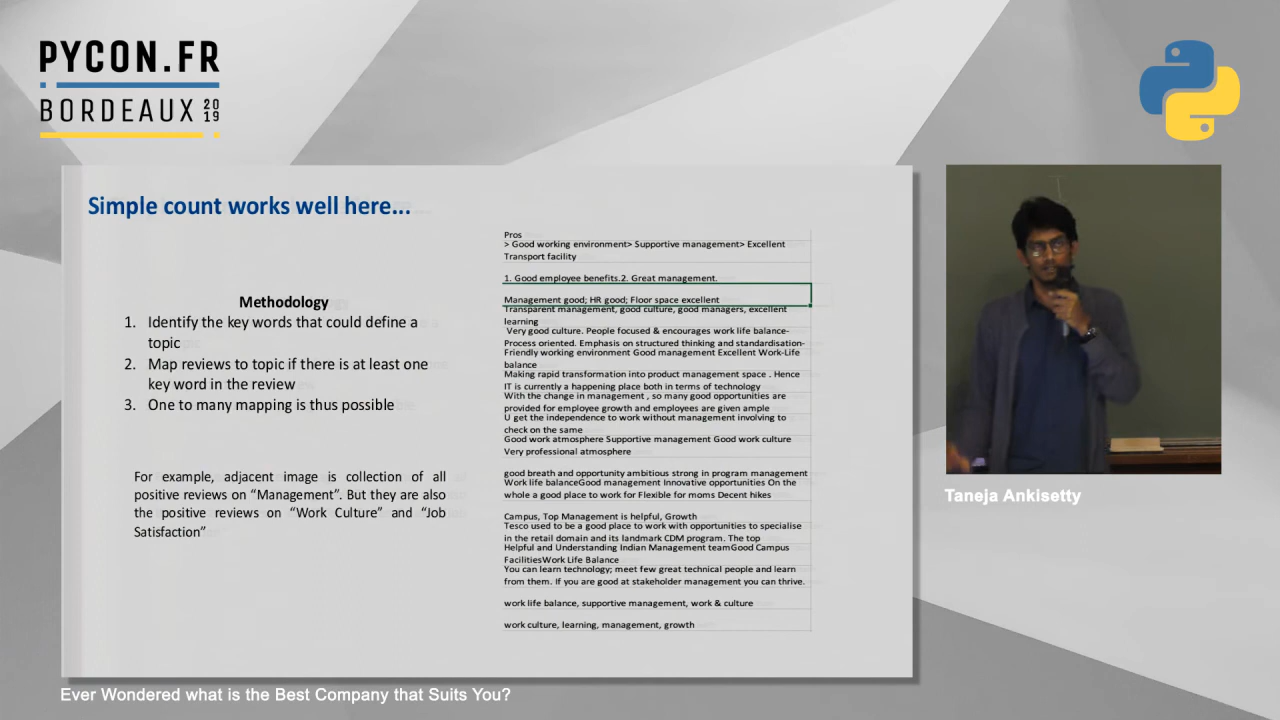 PYCON.FR
BORDEAUX 2019
Simple count works well here...
Methodology
1. Identify the key words that could define a
topic
2. Map reviews to topic if there is at least one
key word in the review
3. One to many mapping is thus possible
For example, adjacent image is collection of all
positive reviews on “Management”. But they are also
the positive reviews on “Work Culture” and “Job
Satisfaction”
Pros
> Good working environment> Supportive management> Excellent
Transport facility
1. Good employee benefits.2. Great management.
Management good; HR good; Floor space excellent
Transparent management, good culture, good managers, excellent
learning
Very good culture. People focused & encourages work life balance-
Process oriented. Emphasis on structured thinking and standardisation-
Friendly working environment Good management Excellent Work-Life
balance
Making rapid transformation into product management space . Hence
IT is currently a happening place both in terms of technology
With the change in management , so many good opportunities are
provided for employee growth and employees are given ample
U get the independence to work without management involving to
check on the same
Good work atmosphere Supportive management Good work culture
Very professional atmosphere
good breath and opportunity ambitious strong in program management
Work life balanceGood management Innovative opportunities On the
whole a good place to work for Flexible for moms Decent hikes
Campus, Top Management is helpful, Growth
Tesco used to be a good place to work with opportunities to specialise
in the retail domain and its landmark CDM program. The top
Helpful and Understanding Indian Management teamGood Campus
FacilitiesWork Life Balance
You can learn technology; meet few great technical people and learn
from them. If you are good at stakeholder management you can thrive.
work life balance, supportive management, work & culture
work culture, learning, management, growth
Taneja Ankisetty
Ever Wondered what is the Best Company that Suits You?